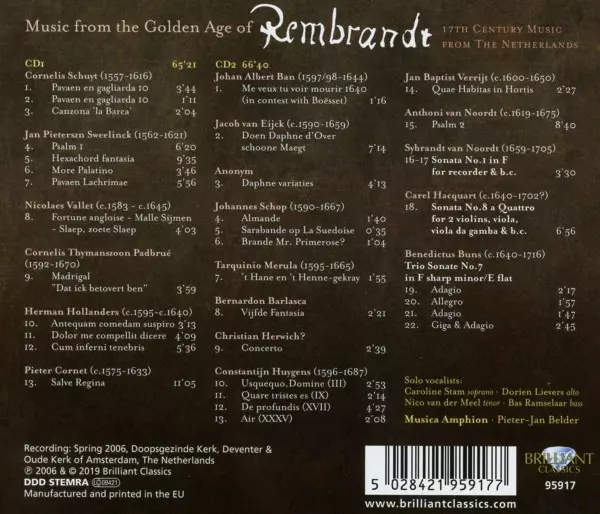 Music from the Golden Age of Rembrandt
17th Century Music
from The Netherlands
CD1 65'21
Cornelis Schuyt (1557-1616)
1. Pavaen en gagliarda 10 3'44
2. Pavaen en gagliarda 10 1'11
3. Canzona 'la Barca' 2'04
Jan Pieterszn Sweelinck (1562-1621)
4. Psalm 1 6'20
5. Hexachord fantasia 9'35
6. More Palatino 3'46
7. Pavaen Lachrimae 5'56
Nicolaes Vallet (c.1583 - c.1645)
8. Fortune angloise - Malle Sijmen
- Slaep, zoete Slaep 4'03
Cornelis Thymanszoon Padbrué
(1592-1670)
9. Madrigal
"Dat ick betovert ben" 3'59
Herman Hollanders (c.1595-c.1640)
10. Antequam comedam suspiro 3'13
11. Dolor me compellit dicere 4'09
12. Cum inferni tenebris 5'36
Pieter Cornet (c.1575-1633)
13. Salve Regina 11'05
CD2 66'40
Johan Albert Ban (1597/98-1644)
1. Me veux tu voir mourir 1640
(in contest with Boësset) 1'16
Jacob van Eijck (c.1590-1659)
2. Doen Daphne d'Over
schoone Maegt 7'14
Anonym
3. Daphne variaties 4'13
Johannes Schop (1590-1667)
4. Almande 1'40
5. Sarabande op La Suedoise 0'35
6. Brande Mr. Primerose? 1'04
Tarquinio Merula (1595-1665)
7. 't Hane en 't Henne-gekray 1'55
Bernardon Barlasca
8. Vijfde Fantasia 2'21
Christian Herwich?
9. Concerto 2'39
Constantijn Huygens (1596-1687)
10. Usquequo, Domine (III) 2'53
11. Quare tristes es (IX) 2'14
12. De profundis (XVII) 4'27
13. Air (XXXV) 2'08
Jan Baptist Verrijt (c.1600-1650)
14. Quae Habitas in Hortis 2'27
Anthoni van Noordt (c.1619-1675)
15. Psalm 2 8'40
Sybrandt van Noordt (1659-1705)
16-17 Sonata No.1 in F
for recorder & b.c. 3'30
Carel Hacquart (c.1640-1702?)
18. Sonata No.8 a Quattro
for 2 violins, viola,
viola da gamba & b.c. 6'56
Benedictus Buns (c.1640-1716)
Trio Sonate No.7
in F sharp minor/E flat
19. Adagio 2'17
20. Allegro 1'57
21. Adagio 1'47
22. Giga & Adagio 2'45
Solo vocalists:
Caroline Stam soprano · Dorien Lievers alto
Nico van der Meel tenor · Bas Ramselaar bass
Musica Amphion · Pieter-Jan Belder
Recording: Spring 2006, Doopsgezinde Kerk, Deventer &
Oude Kerk of Amsterdam, The Netherlands
℗ 2006 & © 2019 Brilliant Classics
DDD STEMRA LC09421
Manufactured and printed in the EU
5 028421 959177
www.brilliantclassics.com
BRILLIANT
CLASSICS
95917